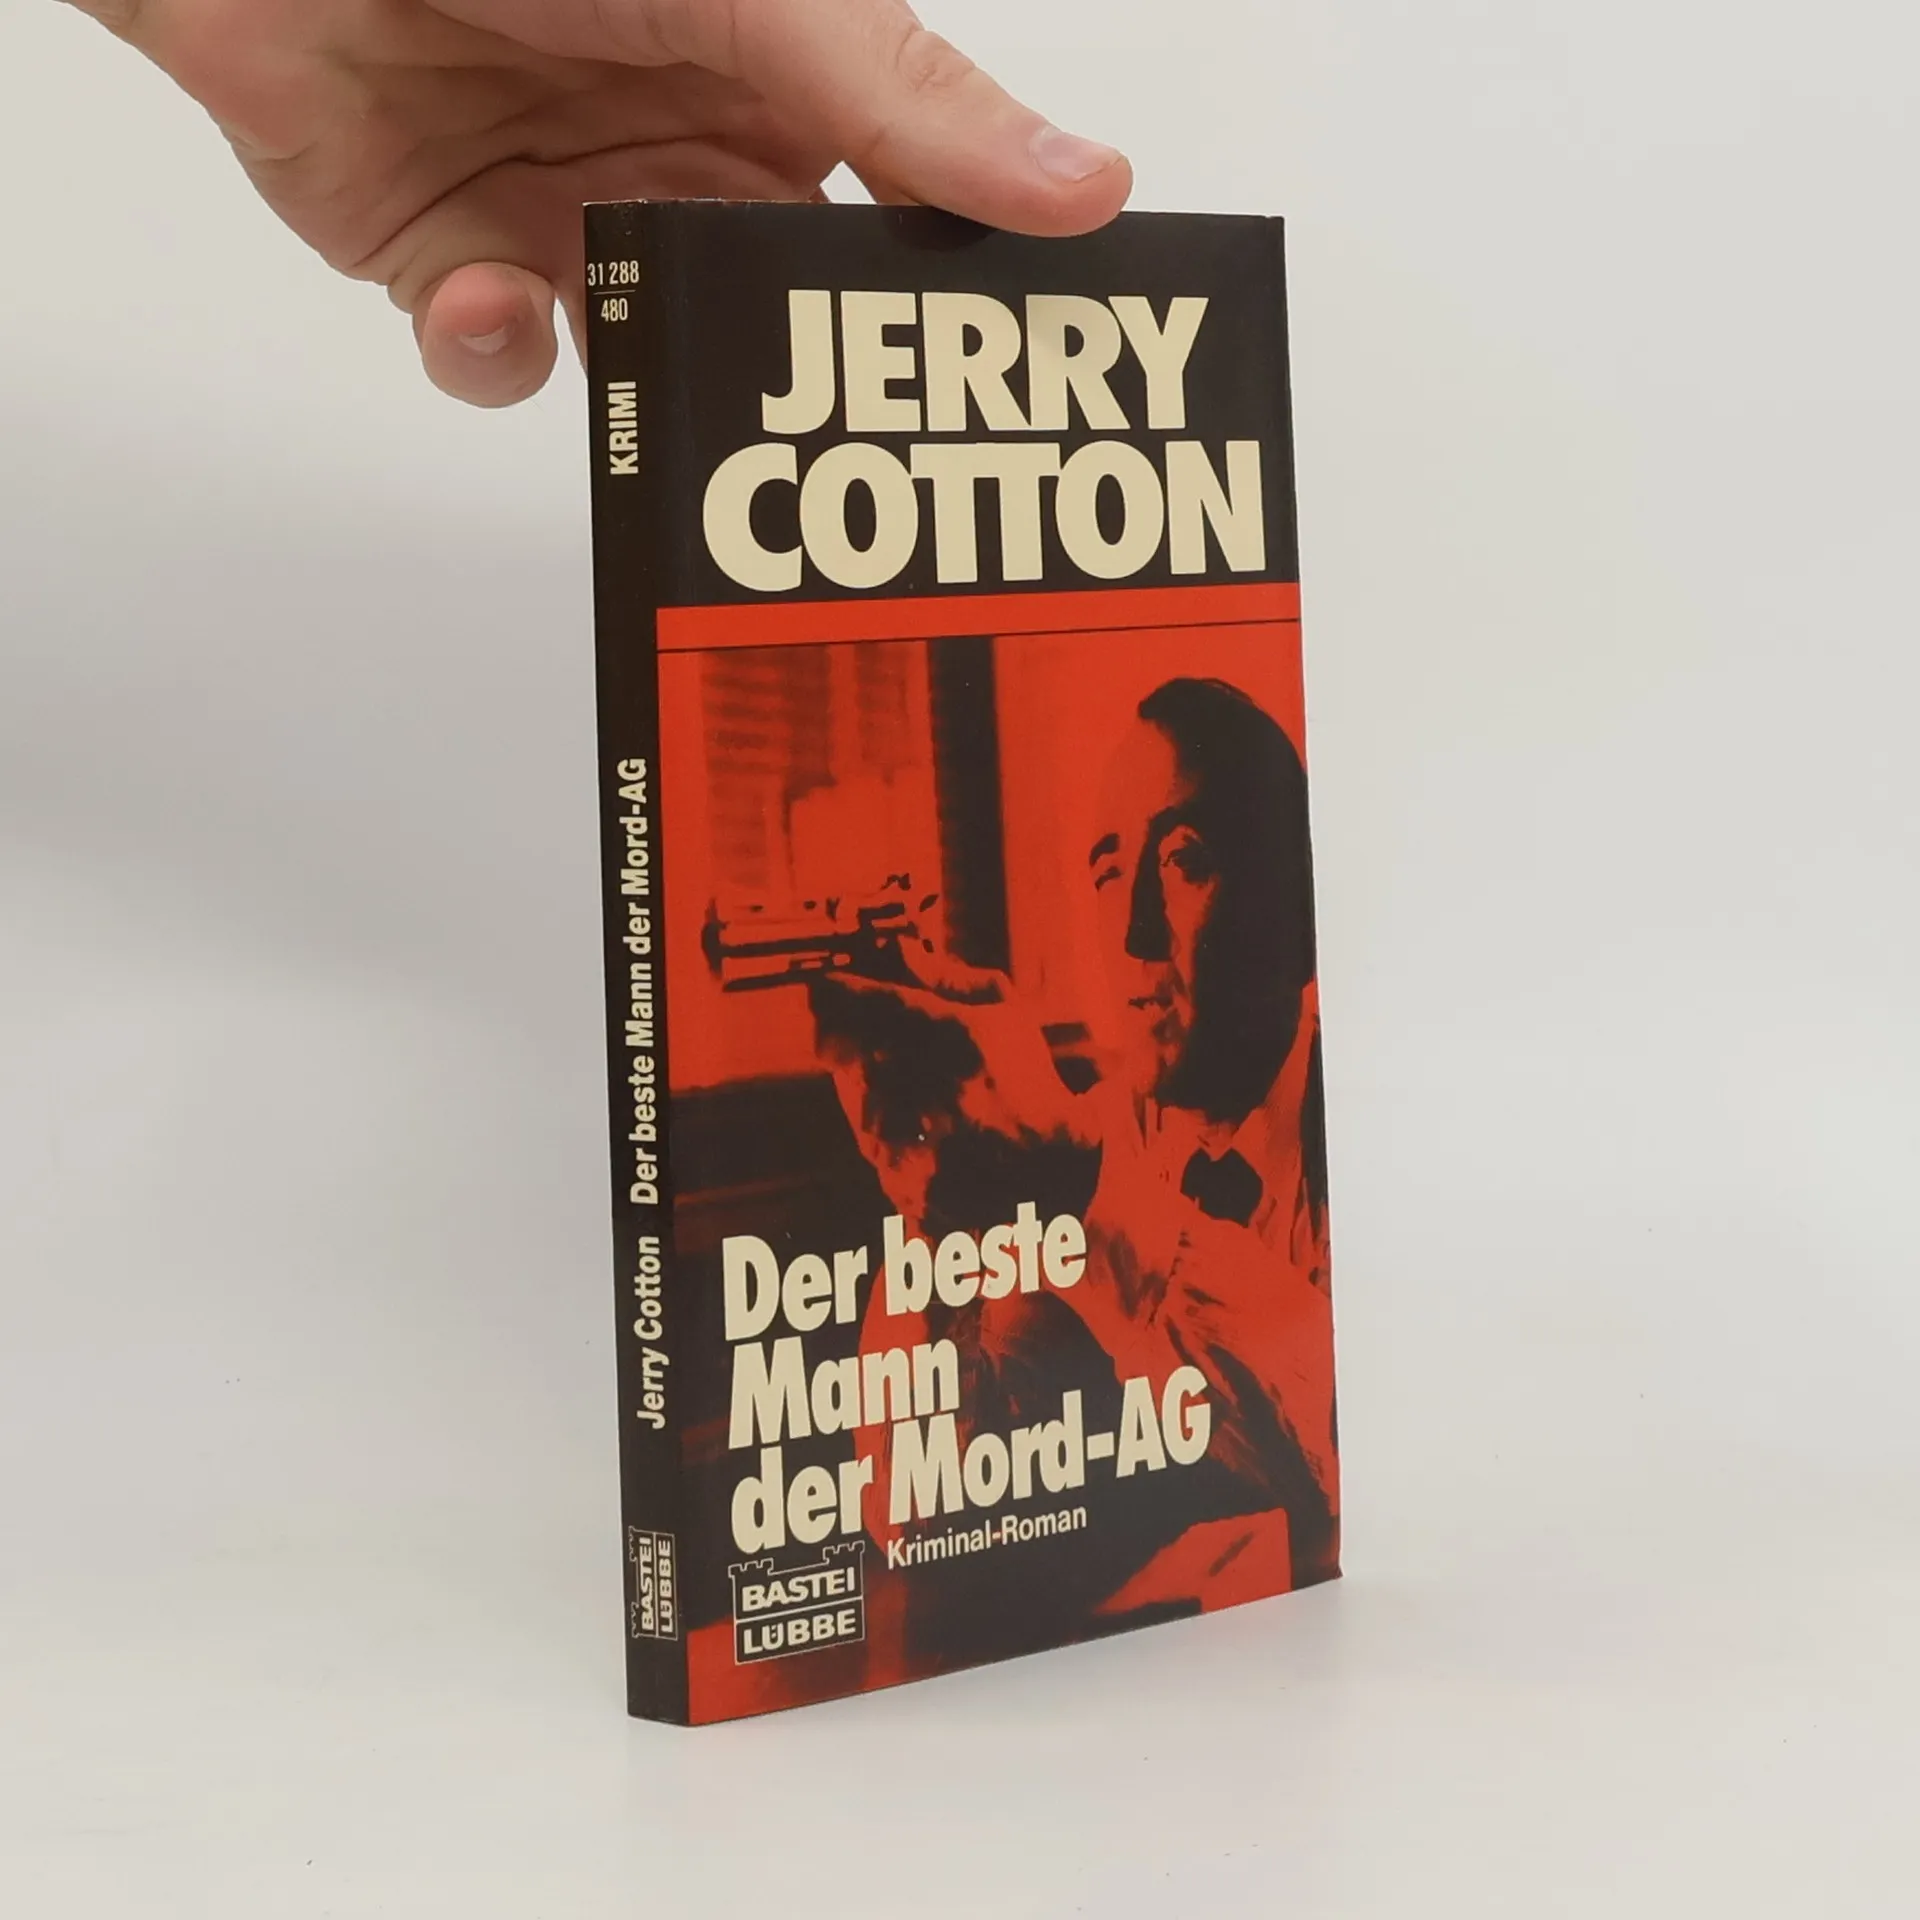 31 288
480
KRIMI
Jerry Cotton Der beste Mann der Mord-AG
BASTEI
LÜBBE
JERRY
COTTON
Der beste
Mann
der Mord-AG
Kriminal-Roman
BASTEI
LÜBBE